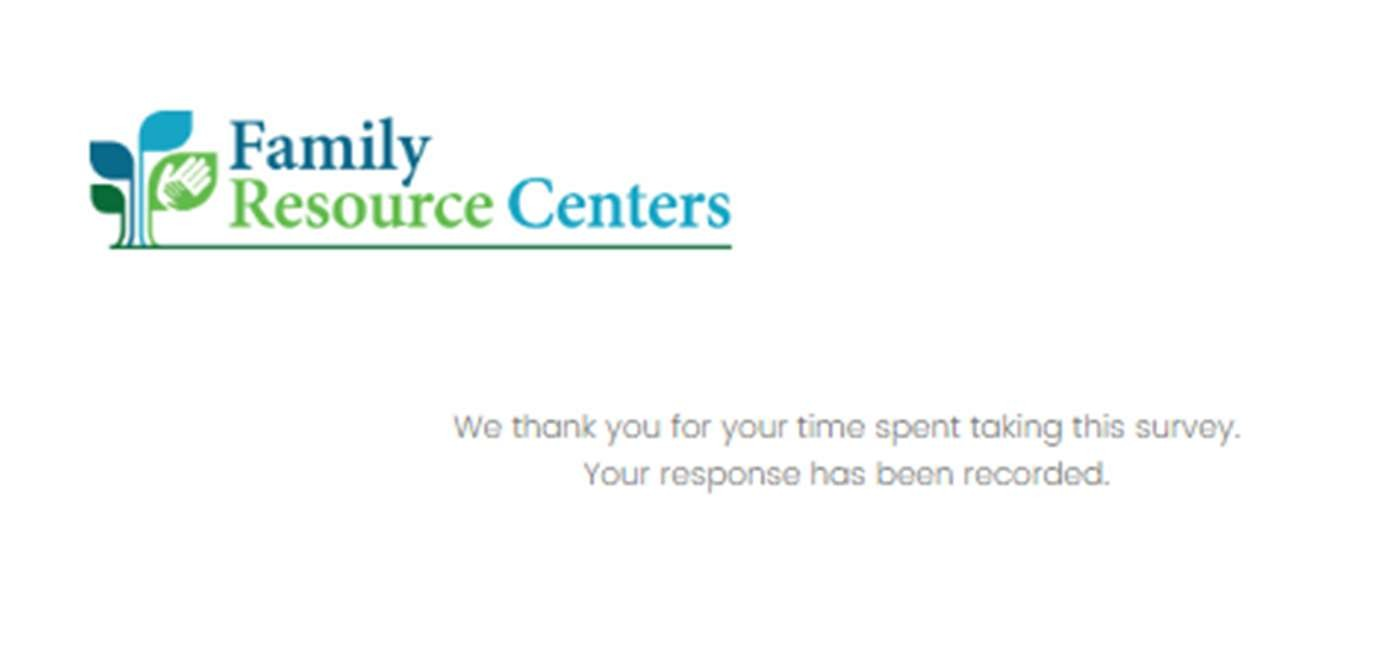 Family
Resource Centers
We thank you for your time spent taking this survey.
Your response has been recorded.